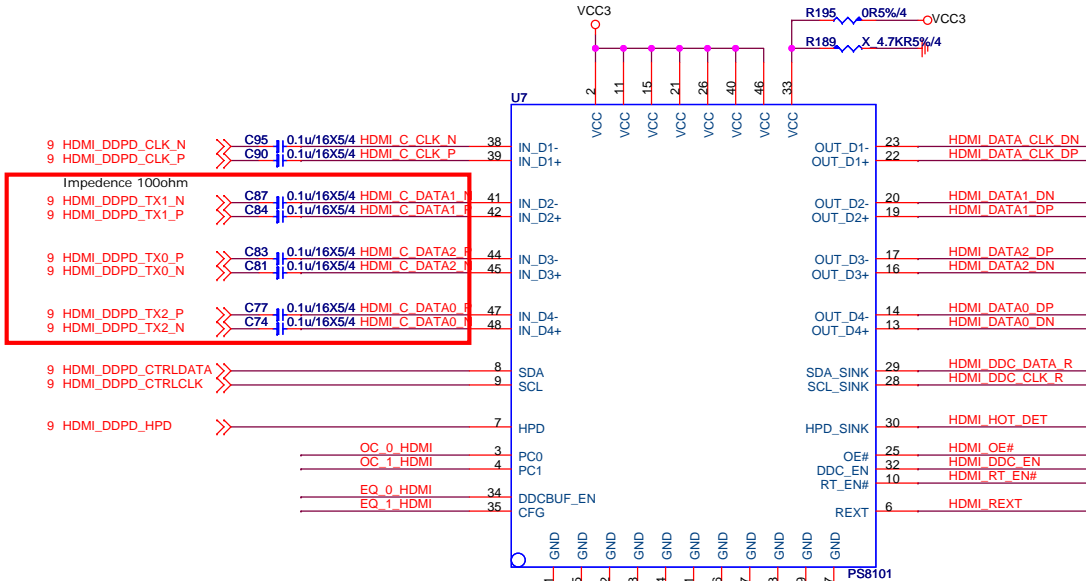 VCC3
R195 0R5%/4 VCC3
R189 X_4.7KR5%/4
U7
2 11 15 21 26 40 46 33
VCC VCC VCC VCC VCC VCC VCC VCC
9 HDMI_DDPD_CLK_N C95 0.1u/16X5/4 HDMI_C_CLK_N 38 IN_D1- OUT_D1- 23 HDMI_DATA_CLK_DN
9 HDMI_DDPD_CLK_P C90 0.1u/16X5/4 HDMI_C_CLK_P 39 IN_D1+ OUT_D1+ 22 HDMI_DATA_CLK_DP
Impedence 100ohm
9 HDMI_DDPD_TX1_N C87 0.1u/16X5/4 HDMI_C_DATA1_N 41 IN_D2- OUT_D2- 20 HDMI_DATA1_DN
9 HDMI_DDPD_TX1_P C84 0.1u/16X5/4 HDMI_C_DATA1_P 42 IN_D2+ OUT_D2+ 19 HDMI_DATA1_DP
9 HDMI_DDPD_TX0_P C83 0.1u/16X5/4 HDMI_C_DATA2_P 44 IN_D3- OUT_D3- 17 HDMI_DATA2_DP
9 HDMI_DDPD_TX0_N C81 0.1u/16X5/4 HDMI_C_DATA2_N 45 IN_D3+ OUT_D3+ 16 HDMI_DATA2_DN
9 HDMI_DDPD_TX2_P C77 0.1u/16X5/4 HDMI_C_DATA0_P 47 IN_D4- OUT_D4- 14 HDMI_DATA0_DP
9 HDMI_DDPD_TX2_N C74 0.1u/16X5/4 HDMI_C_DATA0_N 48 IN_D4+ OUT_D4+ 13 HDMI_DATA0_DN
9 HDMI_DDPD_CTRLDATA 8 SDA SDA_SINK 29 HDMI_DDC_DATA_R
9 HDMI_DDPD_CTRLCLK 9 SCL SCL_SINK 28 HDMI_DDC_CLK_R
9 HDMI_DDPD_HPD 7 HPD HPD_SINK 30 HDMI_HOT_DET
OC_0_HDMI 3 PC0 OE# 25 HDMI_OE#
OC_1_HDMI 4 PC1 DDC_EN 32 HDMI_DDC_EN
RT_EN# 10 HDMI_RT_EN#
EQ_0_HDMI 34 DDCBUF_EN
EQ_1_HDMI 35 CFG REXT 6 HDMI_REXT
GND GND GND GND GND GND GND GND GND GND GND
PS8101